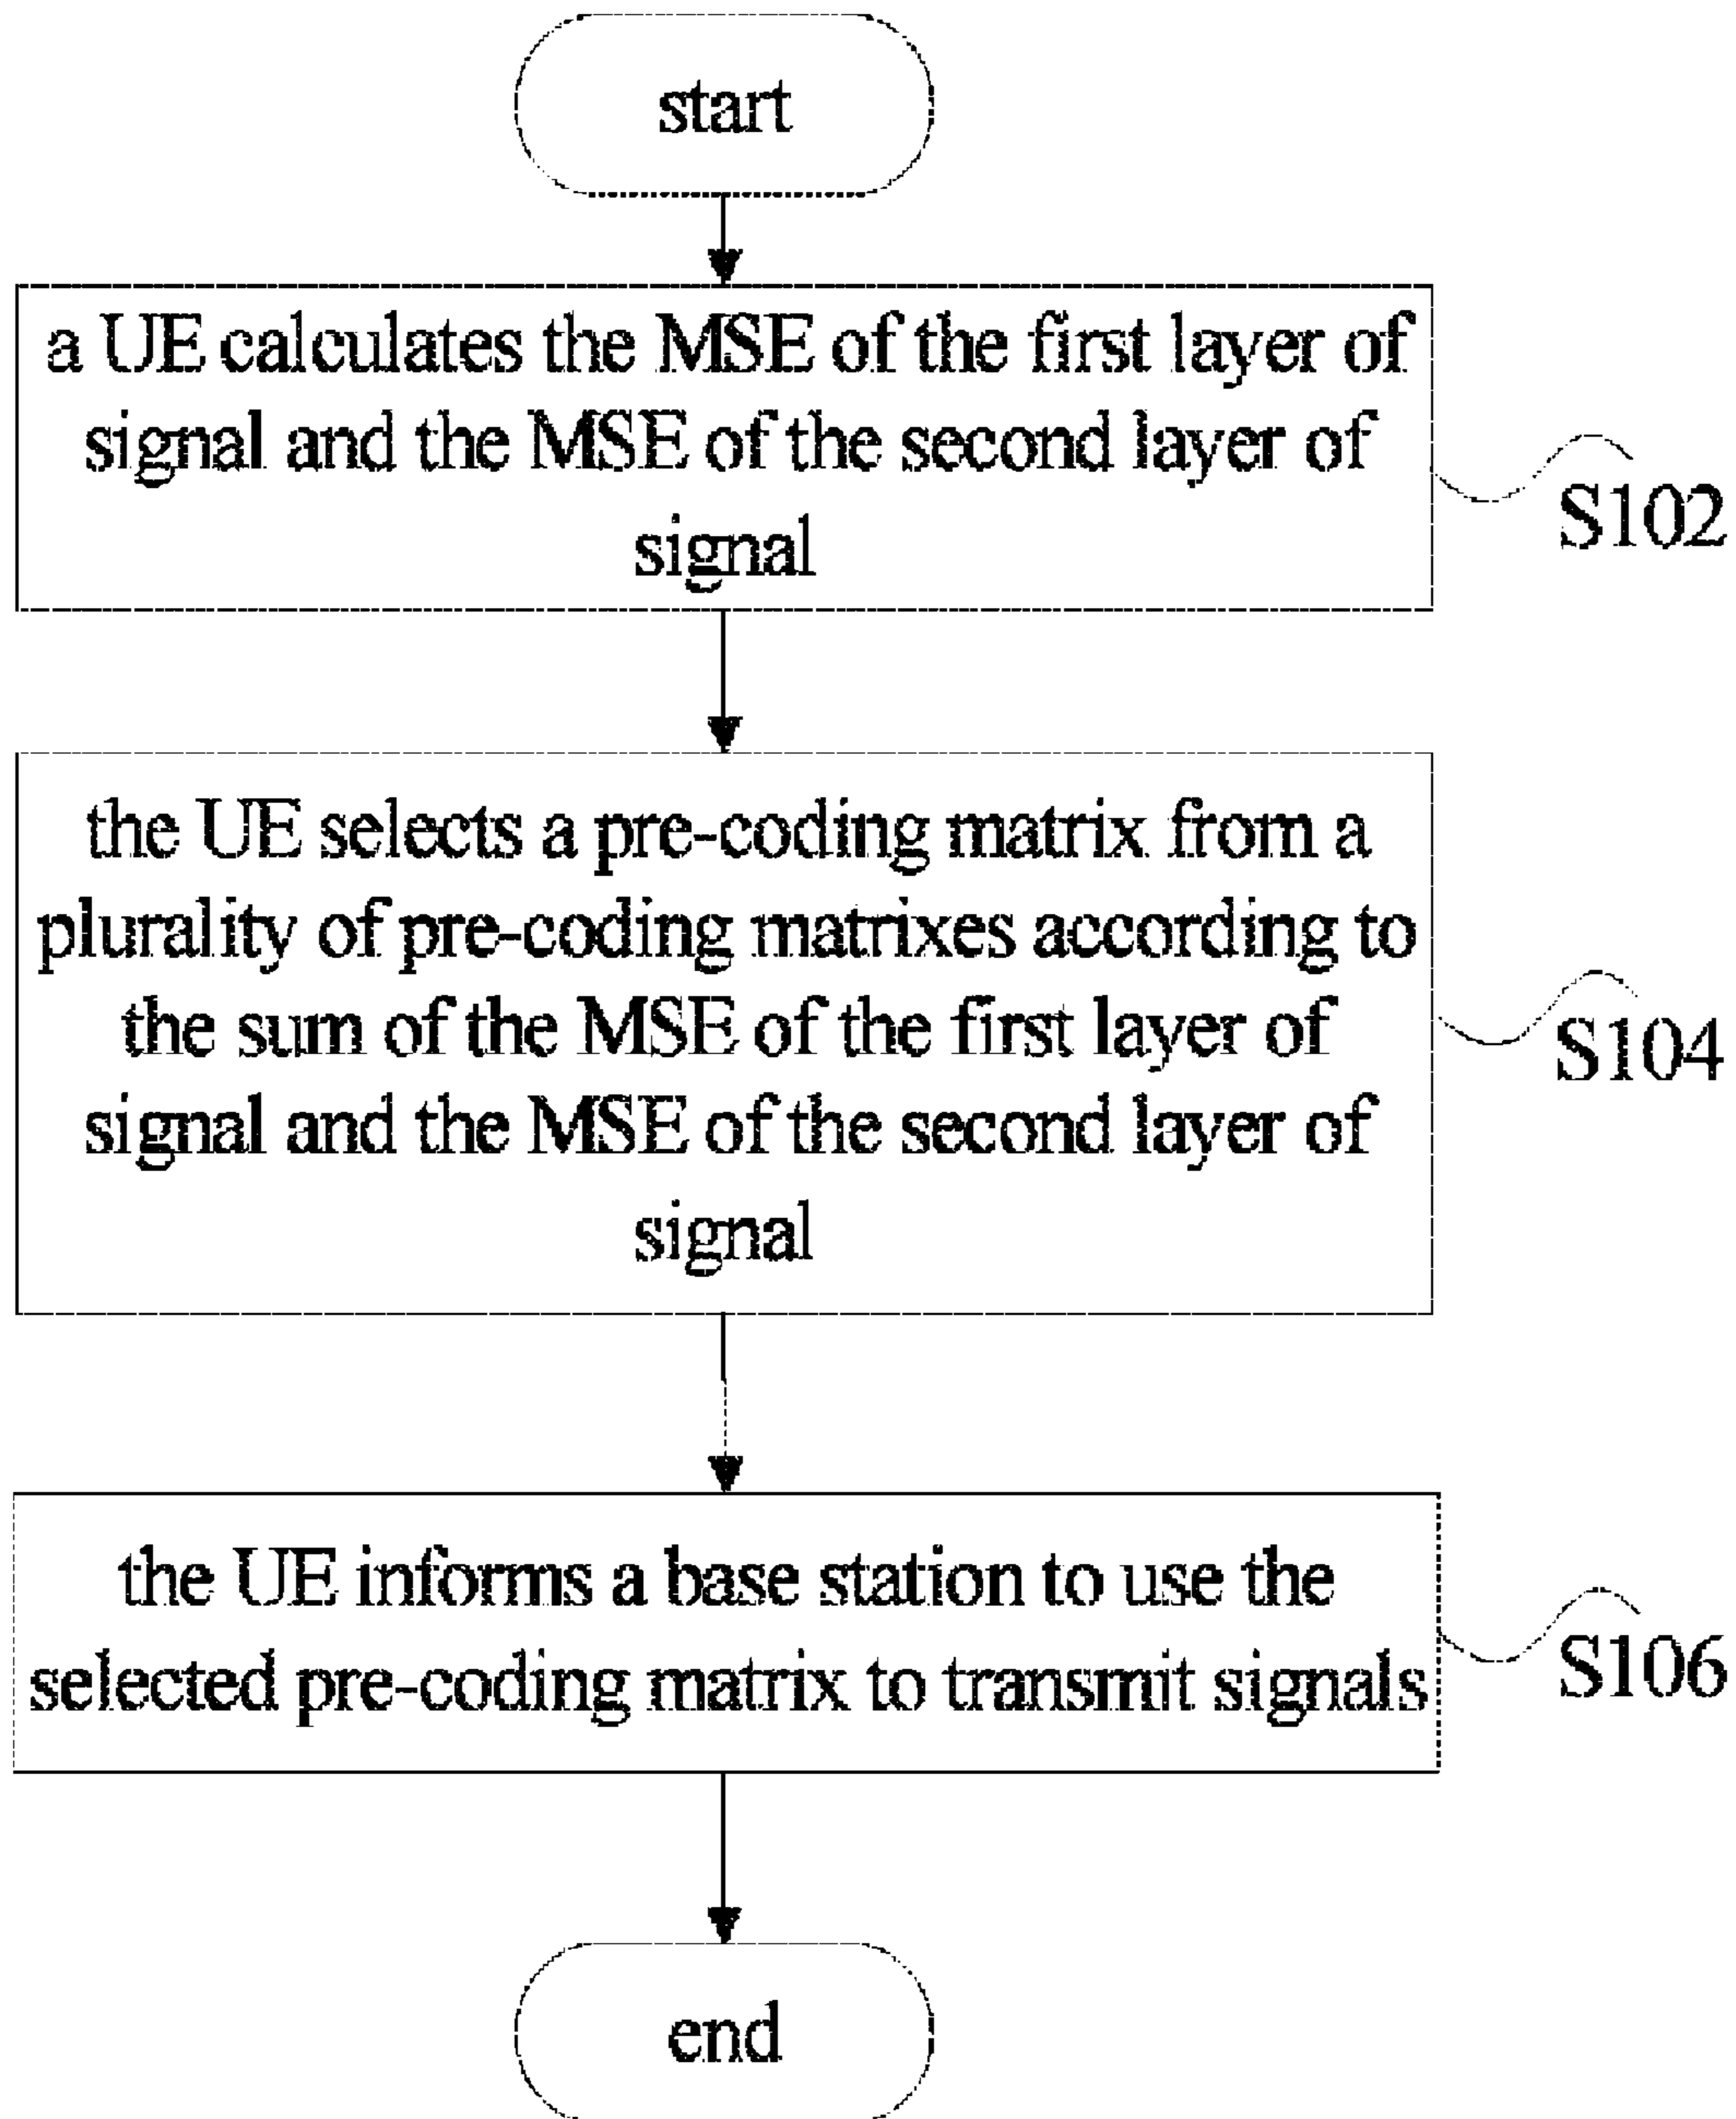 start
a UE calculates the MSE of the first layer of
signal and the MSE of the second layer of
signal
S102
the UE selects a pre-coding matrix from a
plurality of pre-coding matrixes according to
the sum of the MSE of the first layer of
signal and the MSE of the second layer of
signal
S104
the UE informs a base station to use the
selected pre-coding matrix to transmit signals
S106
end